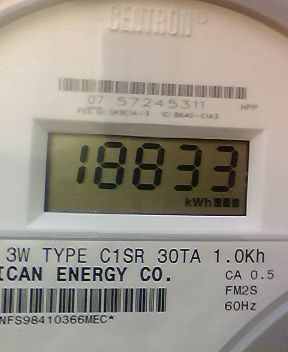 CENTRON®
07 57245311 HPP
18833
kWh
3W TYPE C1SR 30TA 1.0Kh
ICAN ENERGY CO. CA 0.5
FM2S
60Hz
NFS98410366MEC*